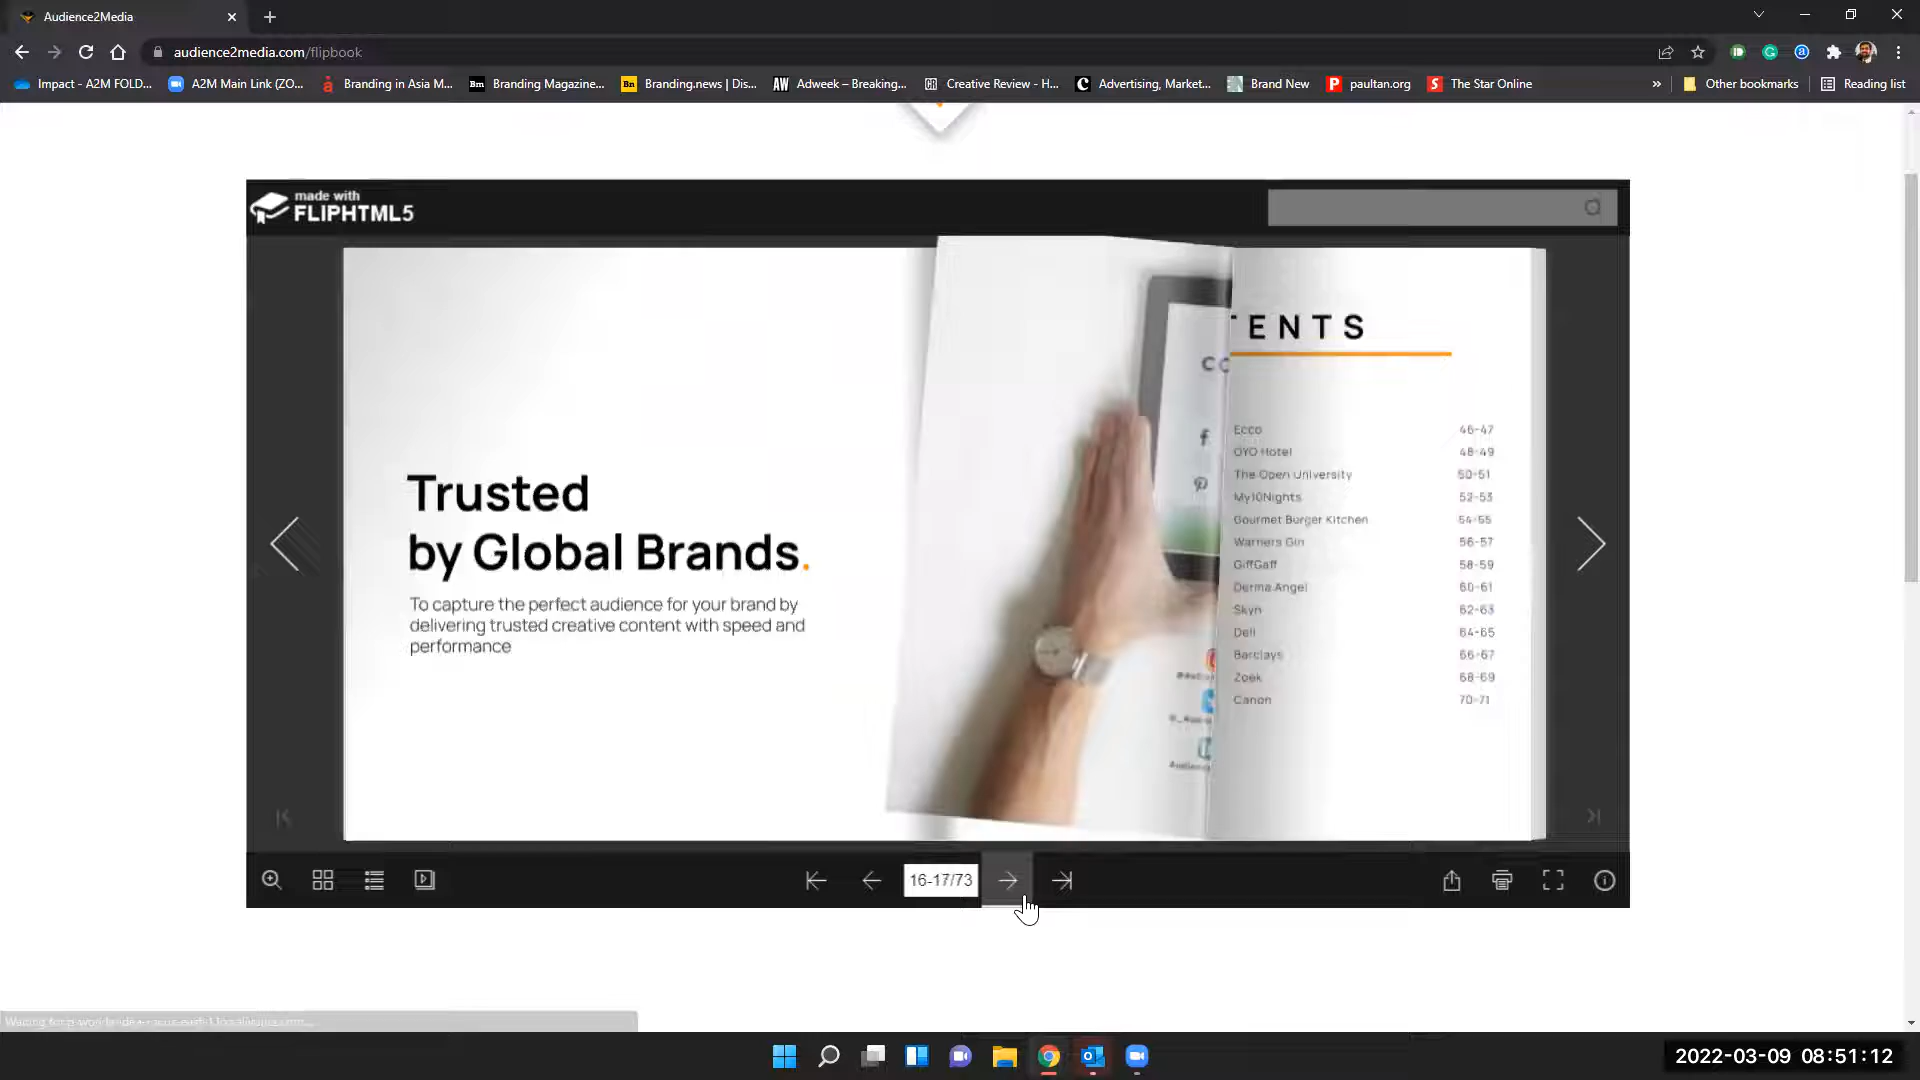 Audience2Media
audience2media.com/flipbook
Impact - A2M FOLD...
A2M Main Link (ZO...
Branding in Asia M...
Bn
Branding Magazine...
Bn
Branding.news | Dis...
AW
Adweek – Breaking...
Creative Review - H...
Advertising, Market...
Brand New
paultan.org
The Star Online
»
Other bookmarks
Reading list
made with
FLIPHTML5
TENTS
CO
Ecco 46-47
OYO Hotel 48-49
The Open University 50-51
My10Nights 52-53
Gourmet Burger Kitchen 54-55
Warners Gin 56-57
GiffGaff 58-59
Derma Angel 60-61
Skyn 62-63
Dell 64-65
Barclays 66-67
Zoek 68-69
Canon 70-71
Trusted
by Global Brands.
To capture the perfect audience for your brand by
delivering trusted creative content with speed and
performance
16-17/73
2022-03-09 08:51:12